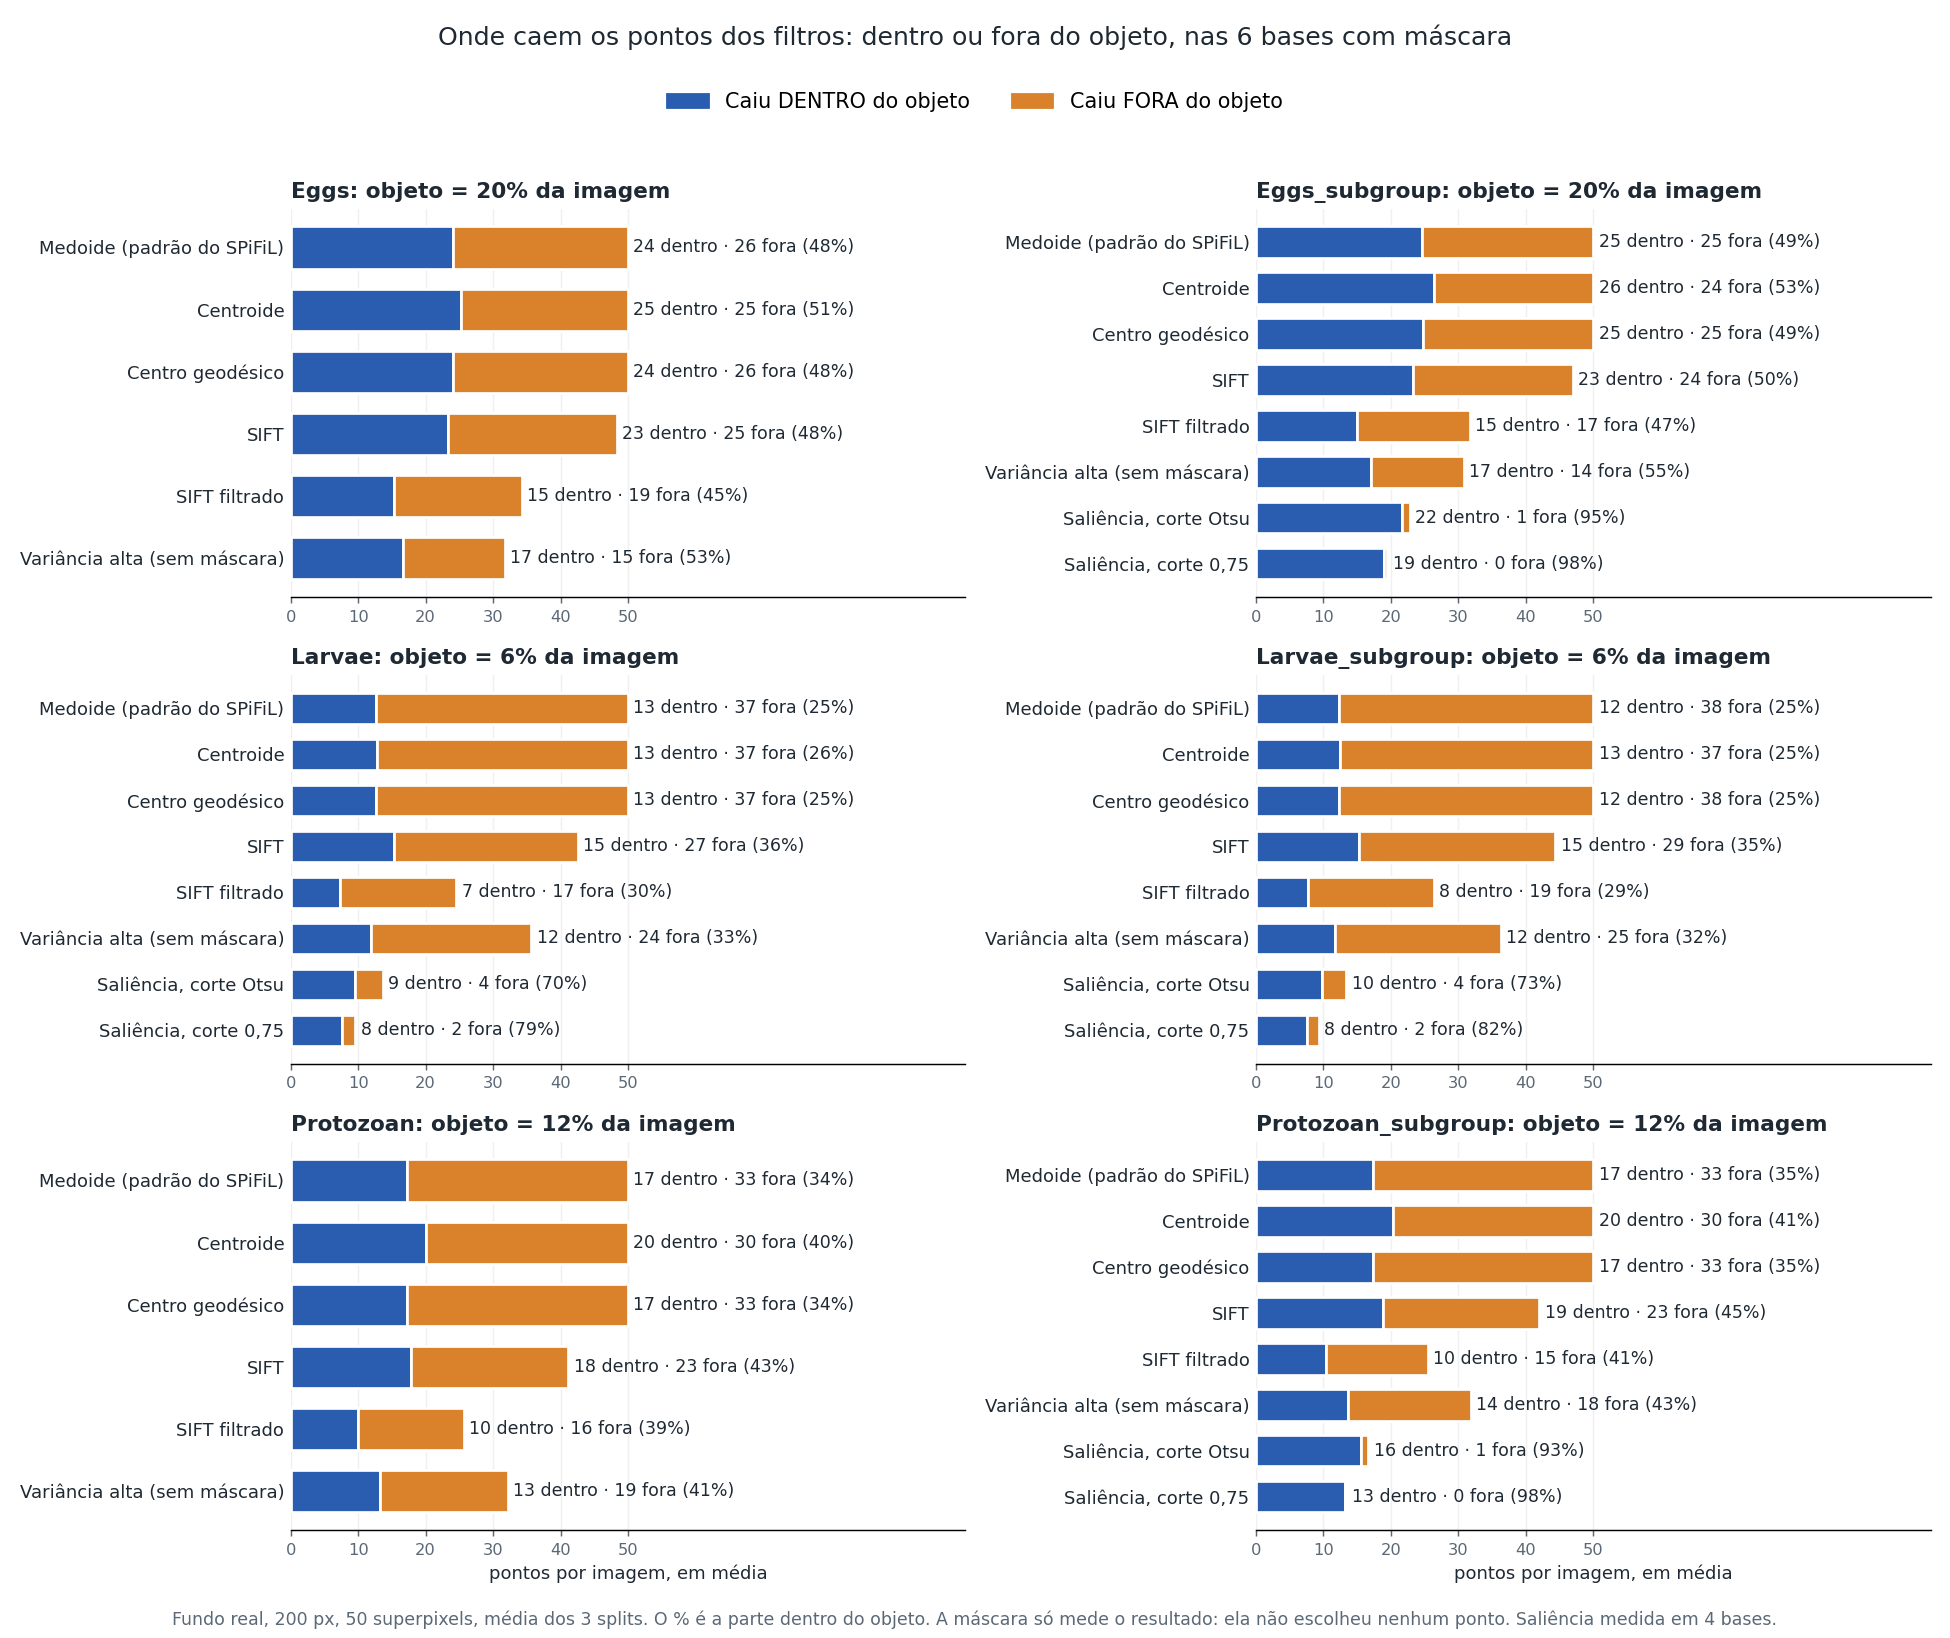 Onde caem os pontos dos filtros: dentro ou fora do objeto, nas 6 bases com máscara
Caiu DENTRO do objeto
Caiu FORA do objeto
Eggs: objeto = 20% da imagem
Medoide (padrão do SPiFiL)
24 dentro · 26 fora (48%)
Centroide
25 dentro · 25 fora (51%)
Centro geodésico
24 dentro · 26 fora (48%)
SIFT
23 dentro · 25 fora (48%)
SIFT filtrado
15 dentro · 19 fora (45%)
Variância alta (sem máscara)
17 dentro · 15 fora (53%)
0 10 20 30 40 50
Eggs_subgroup: objeto = 20% da imagem
Medoide (padrão do SPiFiL)
25 dentro · 25 fora (49%)
Centroide
26 dentro · 24 fora (53%)
Centro geodésico
25 dentro · 25 fora (49%)
SIFT
23 dentro · 24 fora (50%)
SIFT filtrado
15 dentro · 17 fora (47%)
Variância alta (sem máscara)
17 dentro · 14 fora (55%)
Saliência, corte Otsu
22 dentro · 1 fora (95%)
Saliência, corte 0,75
19 dentro · 0 fora (98%)
0 10 20 30 40 50
Larvae: objeto = 6% da imagem
Medoide (padrão do SPiFiL)
13 dentro · 37 fora (25%)
Centroide
13 dentro · 37 fora (26%)
Centro geodésico
13 dentro · 37 fora (25%)
SIFT
15 dentro · 27 fora (36%)
SIFT filtrado
7 dentro · 17 fora (30%)
Variância alta (sem máscara)
12 dentro · 24 fora (33%)
Saliência, corte Otsu
9 dentro · 4 fora (70%)
Saliência, corte 0,75
8 dentro · 2 fora (79%)
0 10 20 30 40 50
Larvae_subgroup: objeto = 6% da imagem
Medoide (padrão do SPiFiL)
12 dentro · 38 fora (25%)
Centroide
13 dentro · 37 fora (25%)
Centro geodésico
12 dentro · 38 fora (25%)
SIFT
15 dentro · 29 fora (35%)
SIFT filtrado
8 dentro · 19 fora (29%)
Variância alta (sem máscara)
12 dentro · 25 fora (32%)
Saliência, corte Otsu
10 dentro · 4 fora (73%)
Saliência, corte 0,75
8 dentro · 2 fora (82%)
0 10 20 30 40 50
Protozoan: objeto = 12% da imagem
Medoide (padrão do SPiFiL)
17 dentro · 33 fora (34%)
Centroide
20 dentro · 30 fora (40%)
Centro geodésico
17 dentro · 33 fora (34%)
SIFT
18 dentro · 23 fora (43%)
SIFT filtrado
10 dentro · 16 fora (39%)
Variância alta (sem máscara)
13 dentro · 19 fora (41%)
0 10 20 30 40 50
pontos por imagem, em média
Protozoan_subgroup: objeto = 12% da imagem
Medoide (padrão do SPiFiL)
17 dentro · 33 fora (35%)
Centroide
20 dentro · 30 fora (41%)
Centro geodésico
17 dentro · 33 fora (35%)
SIFT
19 dentro · 23 fora (45%)
SIFT filtrado
10 dentro · 15 fora (41%)
Variância alta (sem máscara)
14 dentro · 18 fora (43%)
Saliência, corte Otsu
16 dentro · 1 fora (93%)
Saliência, corte 0,75
13 dentro · 0 fora (98%)
0 10 20 30 40 50
pontos por imagem, em média
Fundo real, 200 px, 50 superpixels, média dos 3 splits. O % é a parte dentro do objeto. A máscara só mede o resultado: ela não escolheu nenhum ponto. Saliência medida em 4 bases.